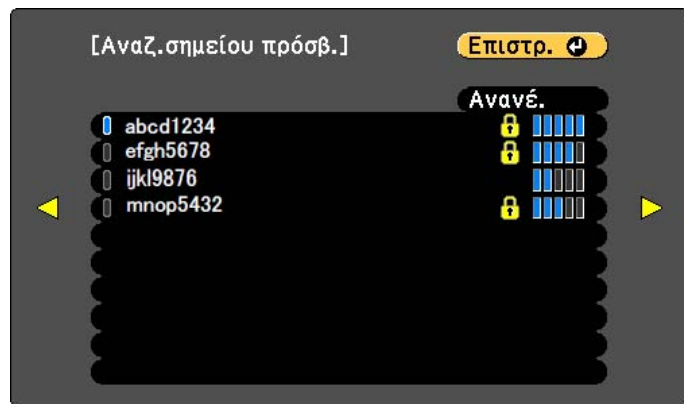 [Αναζ.σημείου πρόσβ.]
Επιστρ.
Ανανέ.
abcd1234
efgh5678
ijkl9876
mnop5432